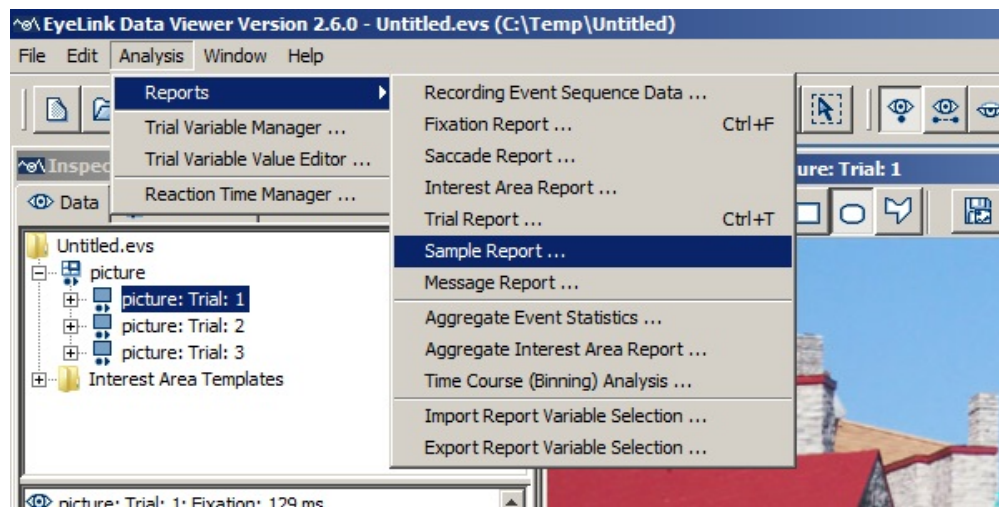 EyeLink Data Viewer Version 2.6.0 - Untitled.evs (C:\Temp\Untitled)
File Edit Analysis Window Help
Reports
Trial Variable Manager ...
Trial Variable Value Editor ...
Reaction Time Manager ...
Recording Event Sequence Data ...
Fixation Report ... Ctrl+F
Saccade Report ...
Interest Area Report ...
Trial Report ... Ctrl+T
Sample Report ...
Message Report ...
Aggregate Event Statistics ...
Aggregate Interest Area Report ...
Time Course (Binning) Analysis ...
Import Report Variable Selection ...
Export Report Variable Selection ...
Inspec
Data
Untitled.evs
picture
picture: Trial: 1
picture: Trial: 2
picture: Trial: 3
Interest Area Templates
picture: Trial: 1: Fixation: 129 ms
ure: Trial: 1